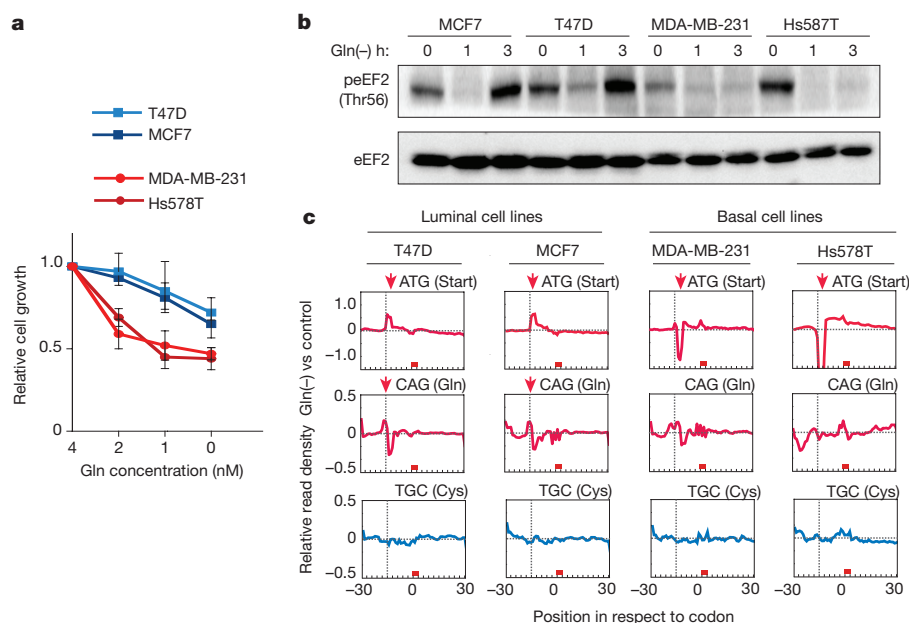 a
T47D
MCF7
MDA-MB-231
Hs578T
Relative cell growth
1.0
0.5
0
4 2 1 0
Gln concentration (nM)
b
MCF7 T47D MDA-MB-231 Hs587T
Gln(–) h: 0 1 3 0 1 3 0 1 3 0 1 3
peEF2
(Thr56)
eEF2
c
Luminal cell lines Basal cell lines
T47D MCF7 MDA-MB-231 Hs578T
Relative read density Gln(–) vs control
ATG (Start) ATG (Start) ATG (Start) ATG (Start)
1.0
0
–1.0
CAG (Gln) CAG (Gln) CAG (Gln) CAG (Gln)
0.5
0
–0.5
TGC (Cys) TGC (Cys) TGC (Cys) TGC (Cys)
0.5
0
–0.5
–30 0 30 –30 0 30 –30 0 30 –30 0 30
Position in respect to codon